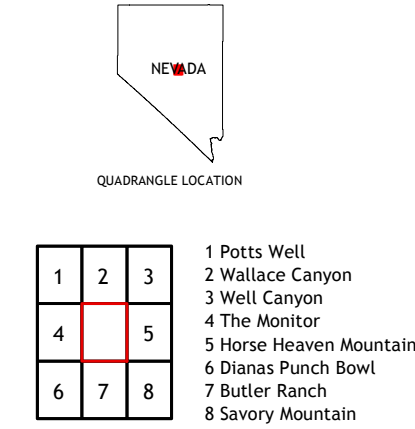 NEVADA
QUADRANGLE LOCATION
1 2 3
4 5
6 7 8
1 Potts Well
2 Wallace Canyon
3 Well Canyon
4 The Monitor
5 Horse Heaven Mountain
6 Dianas Punch Bowl
7 Butler Ranch
8 Savory Mountain